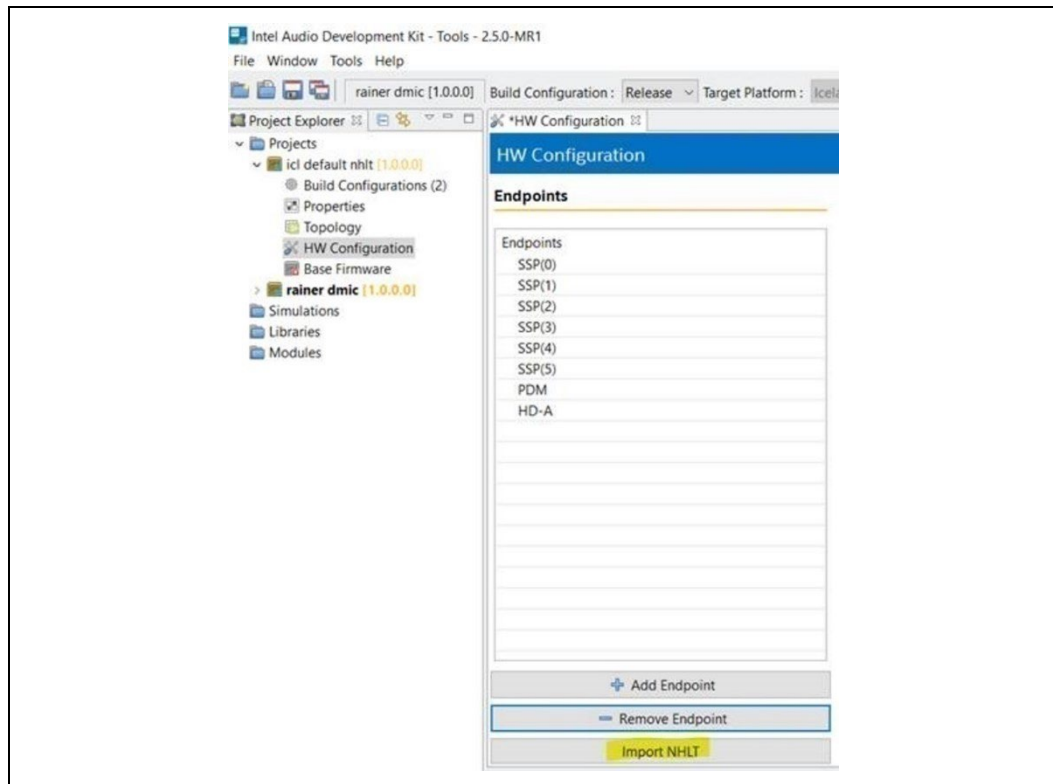 Intel Audio Development Kit - Tools - 2.5.0-MR1
File Window Tools Help
rainer dmic [1.0.0.0] Build Configuration : Release Target Platform :
Project Explorer
Projects
icl default nhlt [1.0.0.0]
Build Configurations (2)
Properties
Topology
HW Configuration
Base Firmware
rainer dmic [1.0.0.0]
Simulations
Libraries
Modules
*HW Configuration
HW Configuration
Endpoints
Endpoints
SSP(0)
SSP(1)
SSP(2)
SSP(3)
SSP(4)
SSP(5)
PDM
HD-A
Add Endpoint
Remove Endpoint
Import NHLT